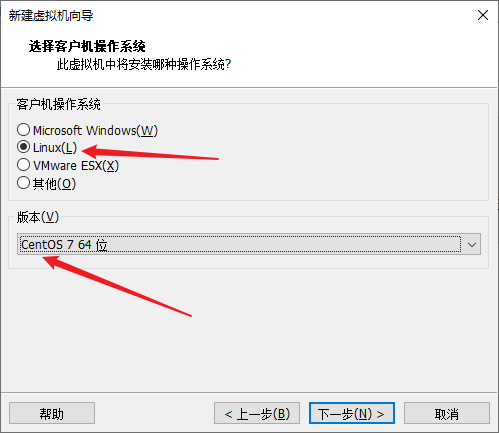 新建虚拟机向导
选择客户机操作系统
此虚拟机中将安装哪种操作系统?
客户机操作系统
Microsoft Windows(W)
Linux(L)
VMware ESX(X)
其他(O)
版本(V)
CentOS 7 64 位
帮助
< 上一步(B)
下一步(N) >
取消